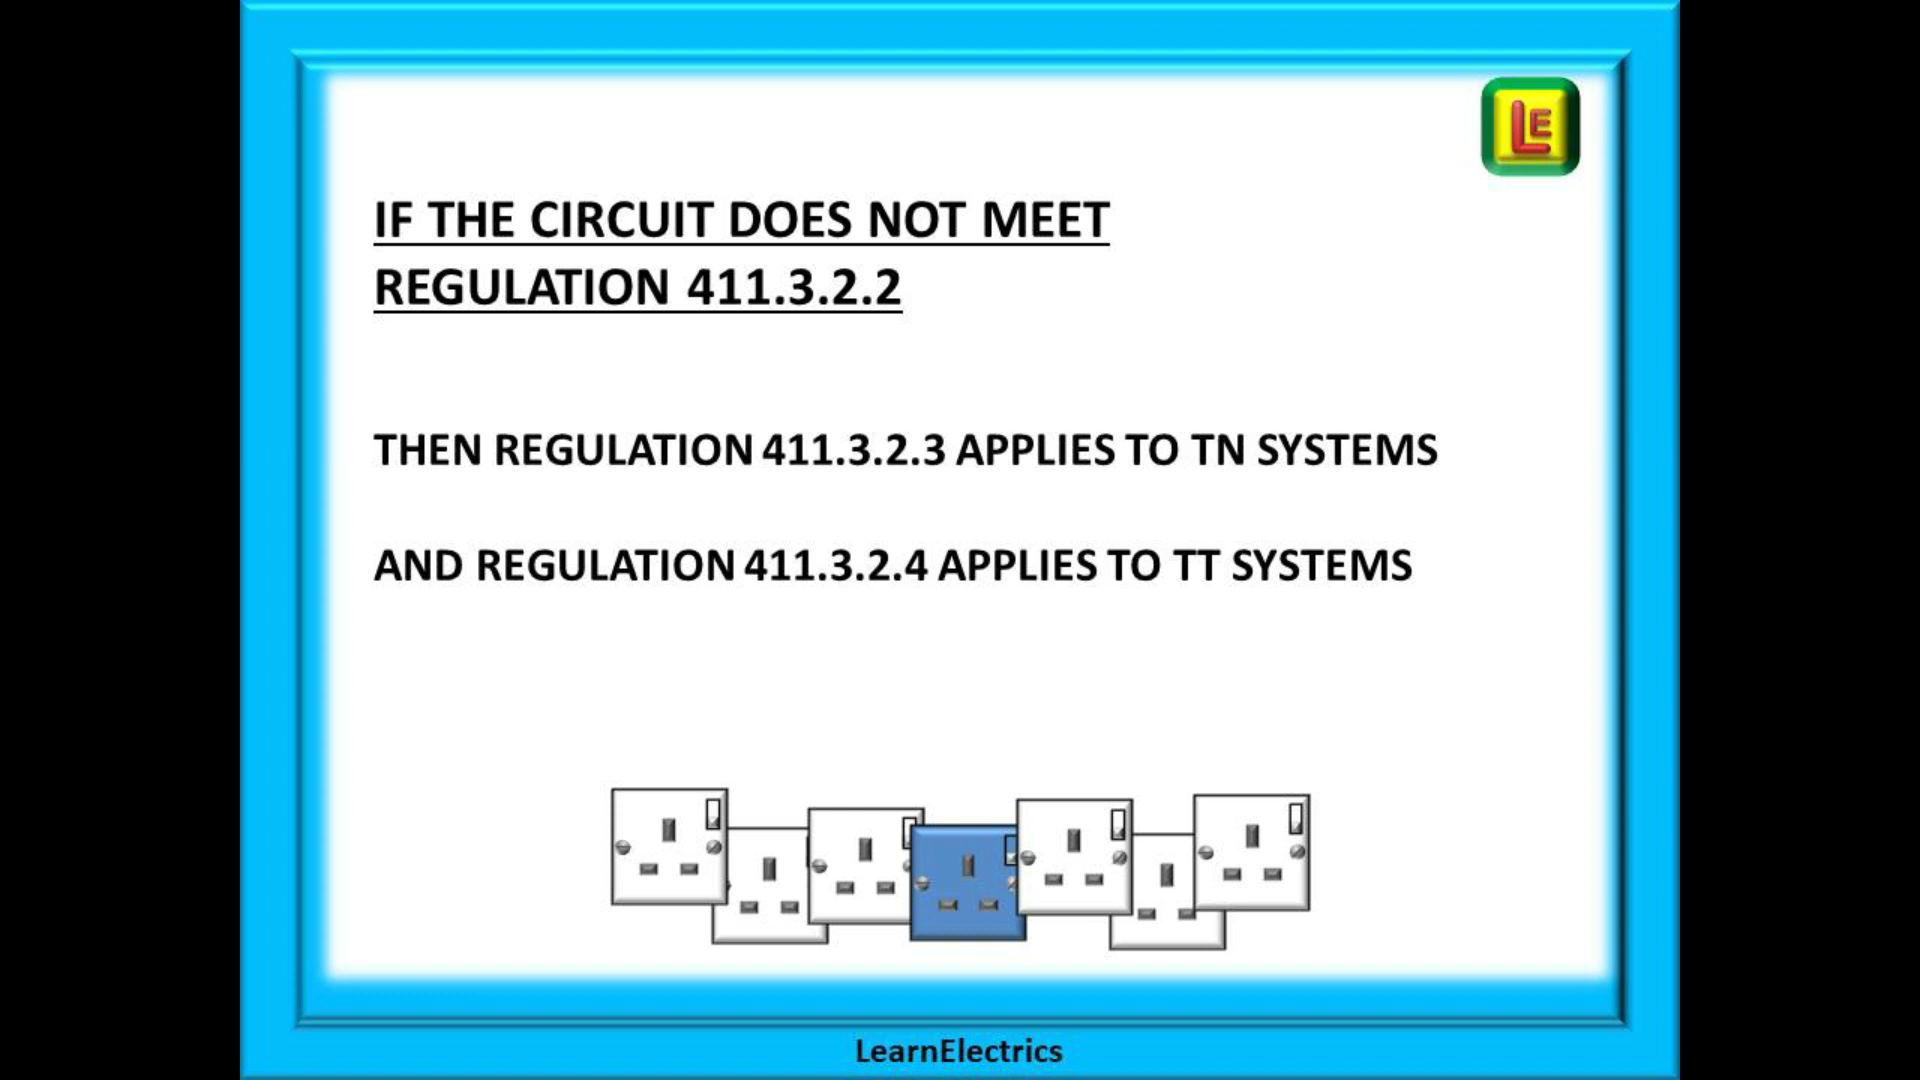 LE
IF THE CIRCUIT DOES NOT MEET
REGULATION 411.3.2.2
THEN REGULATION 411.3.2.3 APPLIES TO TN SYSTEMS
AND REGULATION 411.3.2.4 APPLIES TO TT SYSTEMS
LearnElectrics